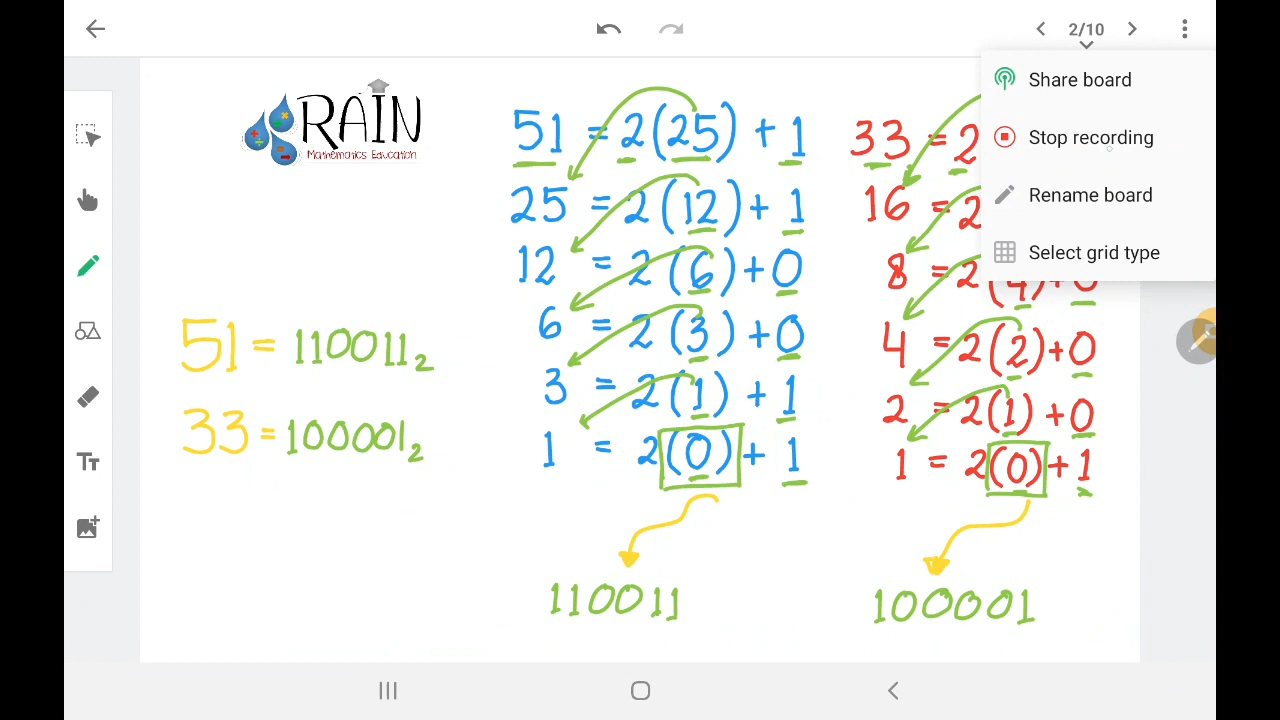 2/10
Share board
Stop recording
Rename board
Select grid type
RAIN
Mathematics Education
51 = 2(25) + 1
25 = 2(12) + 1
12 = 2(6) + 0
6 = 2(3) + 0
3 = 2(1) + 1
1 = 2(0) + 1
110011
33 = 2
16 = 2
8 = 2(4)+0
4 = 2(2)+0
2 = 2(1)+0
1 = 2(0)+1
100001
51 = 110011₂
33 = 100001₂
Tт